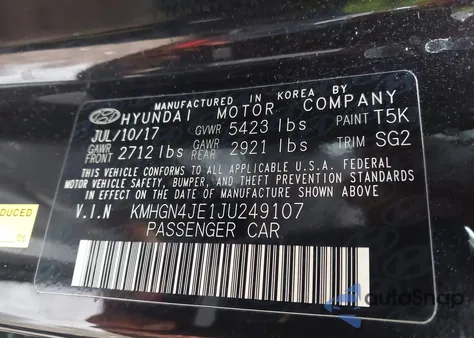 MANUFACTURED IN KOREA BY
HYUNDAI MOTOR COMPANY
JUL/10/17 GVWR 5423 lbs PAINT T5K
GAWR FRONT 2712 lbs GAWR REAR 2921 lbs TRIM SG2
THIS VEHICLE CONFORMS TO ALL APPLICABLE U.S.A. FEDERAL
MOTOR VEHICLE SAFETY, BUMPER, AND THEFT PREVENTION STANDARDS
IN EFFECT ON THE DATE OF MANUFACTURE SHOWN ABOVE.
V.I.N KMHGN4JE1JU249107
PASSENGER CAR
ODUCED
autoSnap